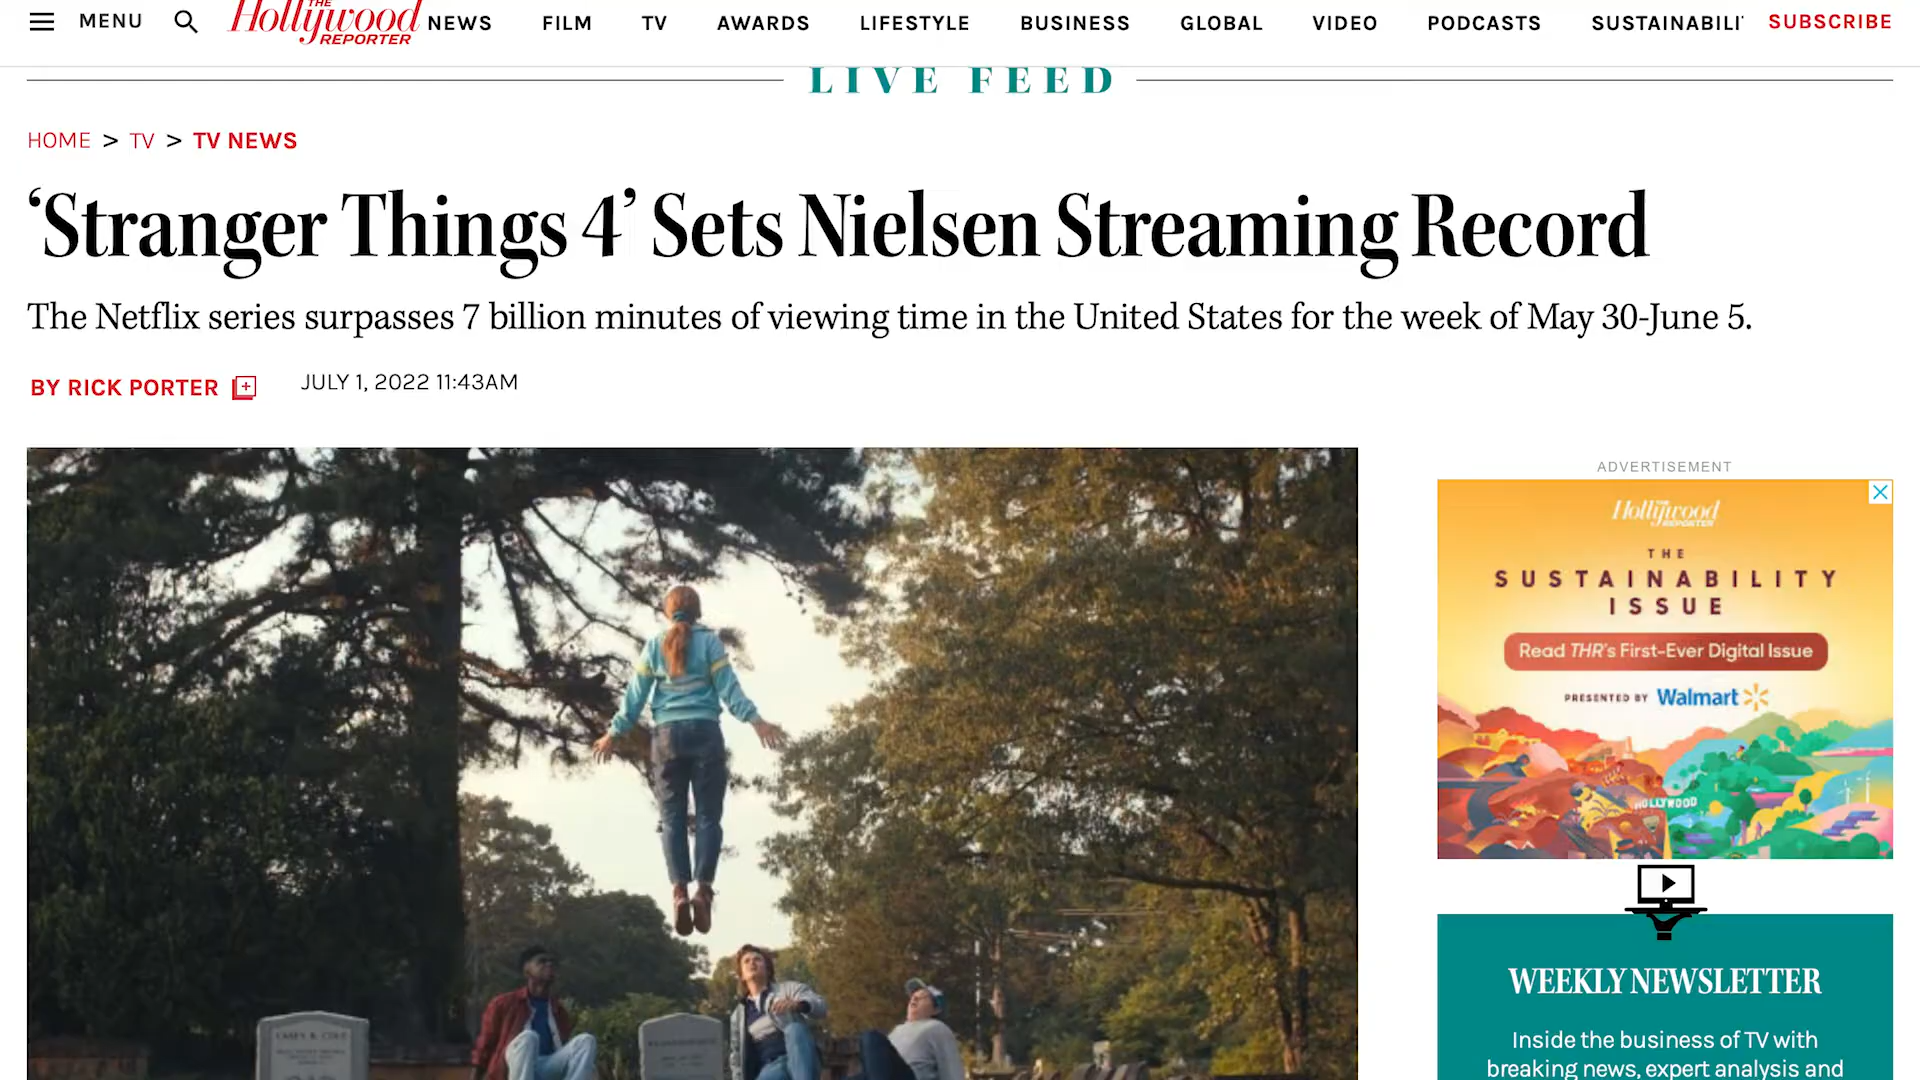 MENU
THE
Hollywood
REPORTER
NEWS FILM TV AWARDS LIFESTYLE BUSINESS GLOBAL VIDEO PODCASTS SUSTAINABILI SUBSCRIBE
LIVE FEED
HOME > TV > TV NEWS
‘Stranger Things 4’ Sets Nielsen Streaming Record
The Netflix series surpasses 7 billion minutes of viewing time in the United States for the week of May 30-June 5.
BY RICK PORTER JULY 1, 2022 11:43AM
ADVERTISEMENT
THE
Hollywood
REPORTER
THE
SUSTAINABILITY
ISSUE
Read THR's First-Ever Digital Issue
PRESENTED BY Walmart
HOLLYWOOD
WEEKLY NEWSLETTER
Inside the business of TV with
breaking news, expert analysis and